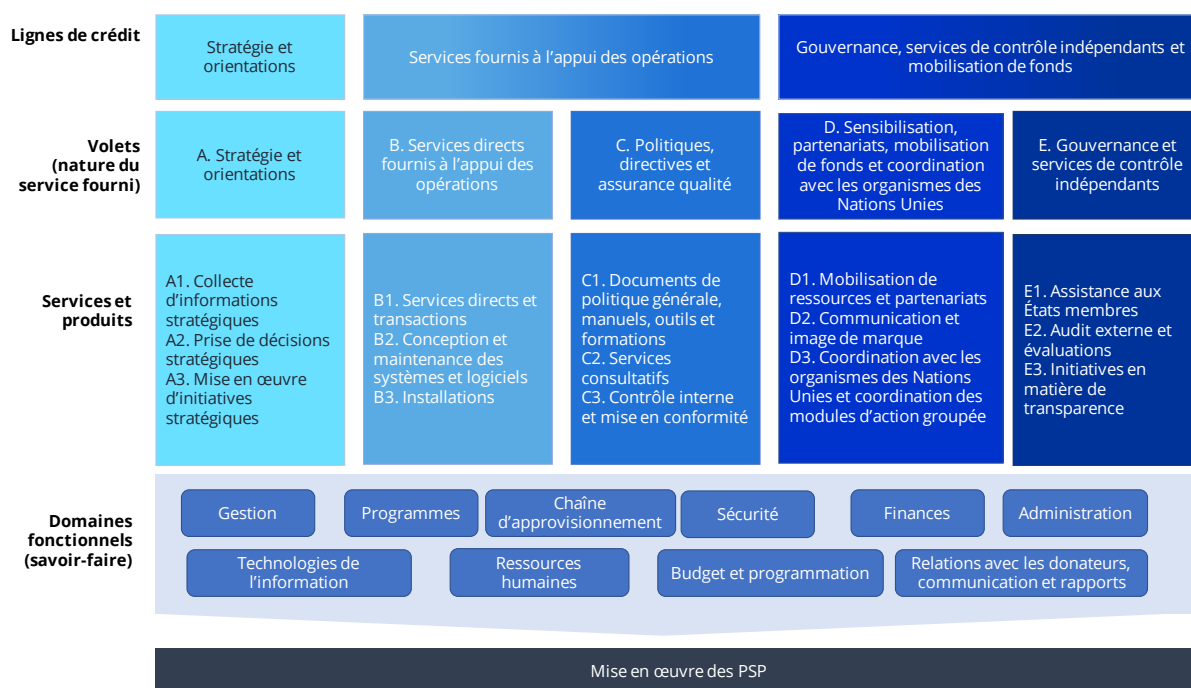 Lignes de crédit
Stratégie et
orientations
Services fournis à l’appui des opérations
Gouvernance, services de contrôle indépendants et
mobilisation de fonds
Volets
(nature du
service fourni)
A. Stratégie et
orientations
B. Services directs
fournis à l’appui des
opérations
C. Politiques,
directives et
assurance qualité
D. Sensibilisation,
partenariats, mobilisation
de fonds et coordination
avec les organismes des
Nations Unies
E. Gouvernance et
services de contrôle
indépendants
Services et
produits
A1. Collecte
d’informations
stratégiques
A2. Prise de décisions
stratégiques
A3. Mise en œuvre
d’initiatives
stratégiques
B1. Services directs et
transactions
B2. Conception et
maintenance des
systèmes et logiciels
B3. Installations
C1. Documents de
politique générale,
manuels, outils et
formations
C2. Services
consultatifs
C3. Contrôle interne
et mise en conformité
D1. Mobilisation de
ressources et partenariats
D2. Communication et
image de marque
D3. Coordination avec les
organismes des Nations
Unies et coordination des
modules d’action groupée
E1. Assistance aux
États membres
E2. Audit externe et
évaluations
E3. Initiatives en
matière de
transparence
Domaines
fonctionnels
(savoir-faire)
Gestion
Programmes
Chaîne
d’approvisionnement
Sécurité
Finances
Administration
Technologies de
l’information
Ressources
humaines
Budget et programmation
Relations avec les donateurs,
communication et rapports
Mise en œuvre des PSP